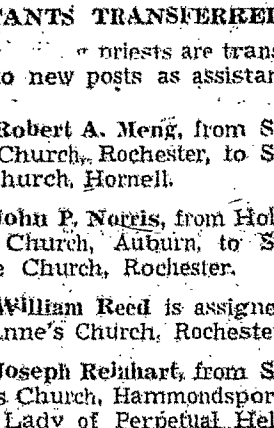 TANTS TRANSFERRED
priests are trans
o new posts as assistan
Robert A. Meng, from S
Church, Rochester, to S
hurch, Hornell.
John P. Norris, from Hol
Church, Auburn, to S
e Church, Rochester.
William Reed is assigne
nne's Church, Rocheste
Joseph Reinhart, from S
s Church, Hammondspor
Lady of Perpetual Hel